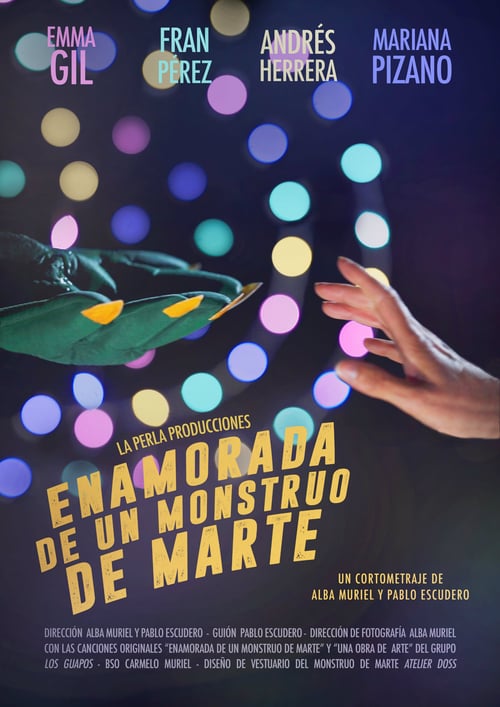 EMMA
GIL
FRAN
PÉREZ
ANDRÉS
HERRERA
MARIANA
PIZANO
LA PERLA PRODUCCIONES
ENAMORADA
DE UN MONSTRUO
DE MARTE
UN CORTOMETRAJE DE
ALBA MURIEL Y PABLO ESCUDERO
DIRECCIÓN ALBA MURIEL Y PABLO ESCUDERO - GUIÓN PABLO ESCUDERO - DIRECCIÓN DE FOTOGRAFÍA ALBA MURIEL
CON LAS CANCIONES ORIGINALES "ENAMORADA DE UN MONSTRUO DE MARTE" Y "UNA OBRA DE ARTE" DEL GRUPO
LOS GUAPOS - BSO CARMELO MURIEL - DISEÑO DE VESTUARIO DEL MONSTRUO DE MARTE ATELIER DOSS